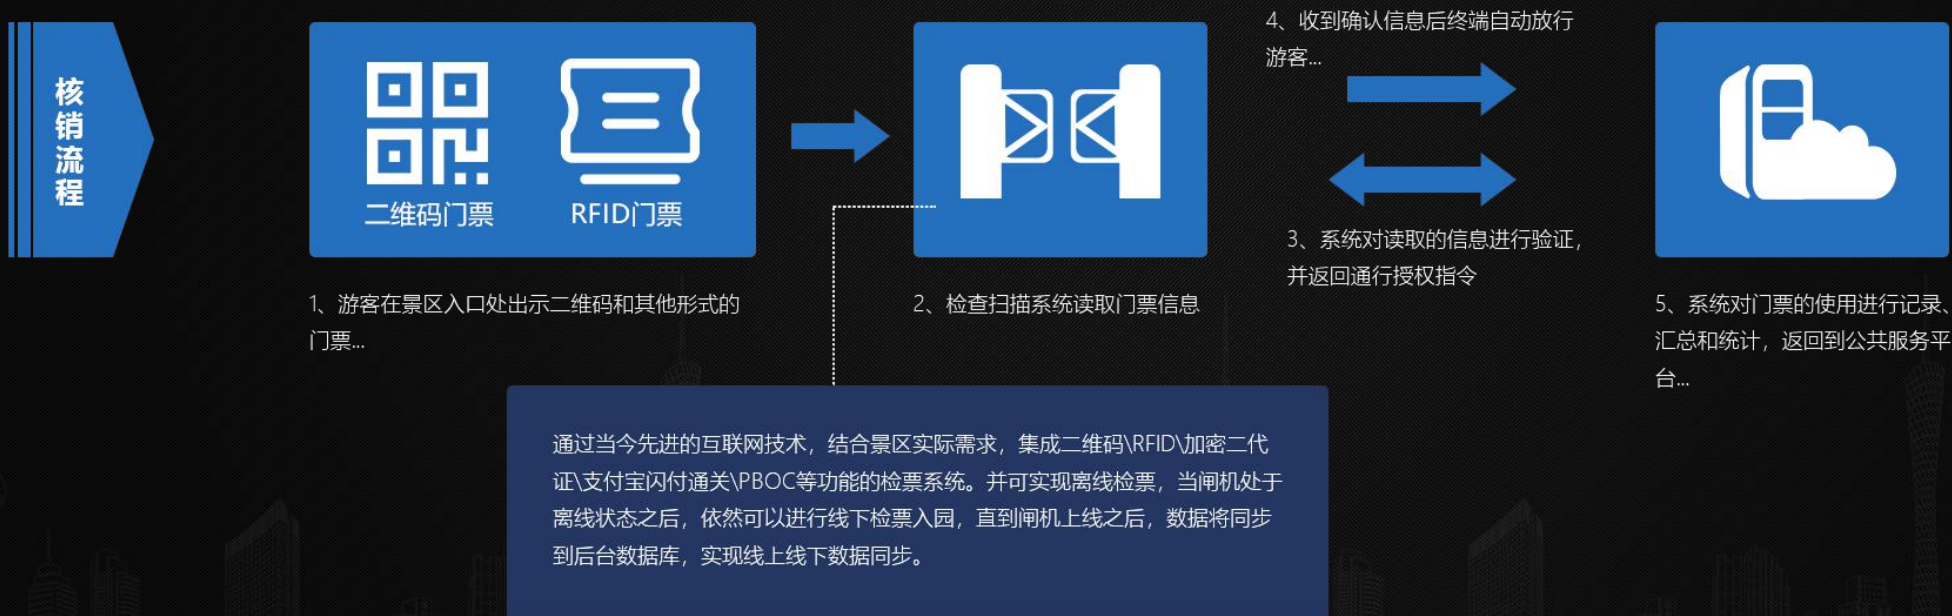 核销流程
二维码门票
RFID门票
1、游客在景区入口处出示二维码和其他形式的
门票...
2、检查扫描系统读取门票信息
4、收到确认信息后终端自动放行
游客...
3、系统对读取的信息进行验证,
并返回通行授权指令
5、系统对门票的使用进行记录、
汇总和统计，返回到公共服务平
台...
通过当今先进的互联网技术，结合景区实际需求，集成二维码\RFID\加密二代
证\支付宝闪付通关\PBOC等功能的检票系统。并可实现离线检票，当闸机处于
离线状态之后，依然可以进行线下检票入园，直到闸机上线之后，数据将同步
到后台数据库，实现线上线下数据同步。